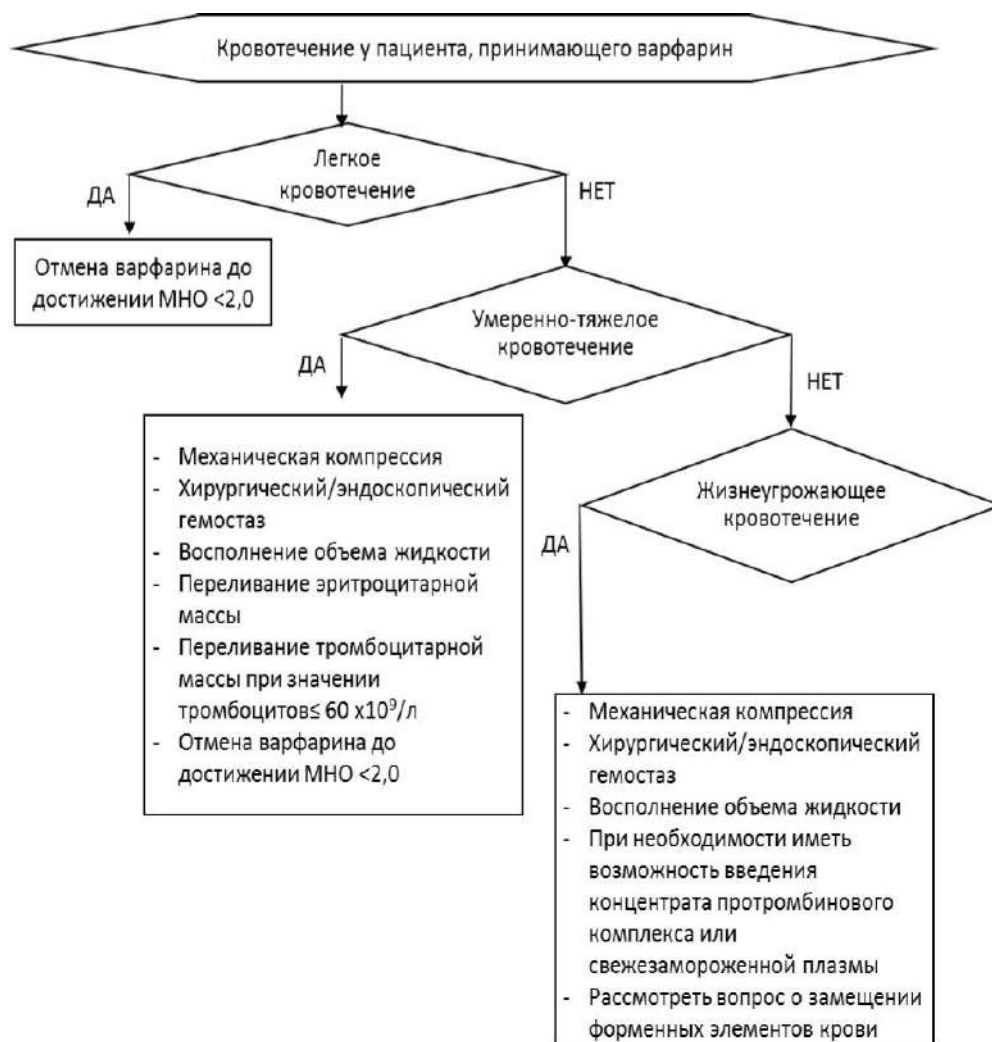 Кровотечение у пациента, принимающего варфарин
Легкое
кровотечение
ДА
НЕТ
Отмена варфарина до
достижении МНО <2,0
Умеренно-тяжелое
кровотечение
ДА
НЕТ
- Механическая компрессия
- Хирургический/эндоскопический
гемостаз
- Восполнение объема жидкости
- Переливание эритроцитарной
массы
- Переливание тромбоцитарной
массы при значении
тромбоцитов≤ 60 х10⁹/л
- Отмена варфарина до
достижении МНО <2,0
Жизнеугрожающее
кровотечение
ДА
- Механическая компрессия
- Хирургический/эндоскопический
гемостаз
- Восполнение объема жидкости
- При необходимости иметь
возможность введения
концентрата протромбинового
комплекса или
свежезамороженной плазмы
- Рассмотреть вопрос о замещении
форменных элементов крови